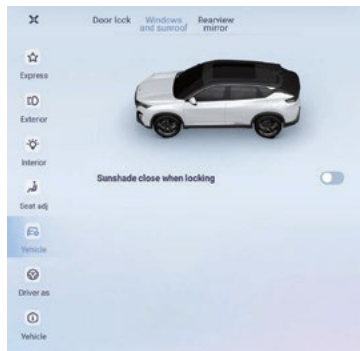 Door lock
Windows
and sunroof
Rearview
mirror
Express
Exterior
Interior
Sunshade close when locking
Seat adj
Vehicle
Driver as
Vehicle